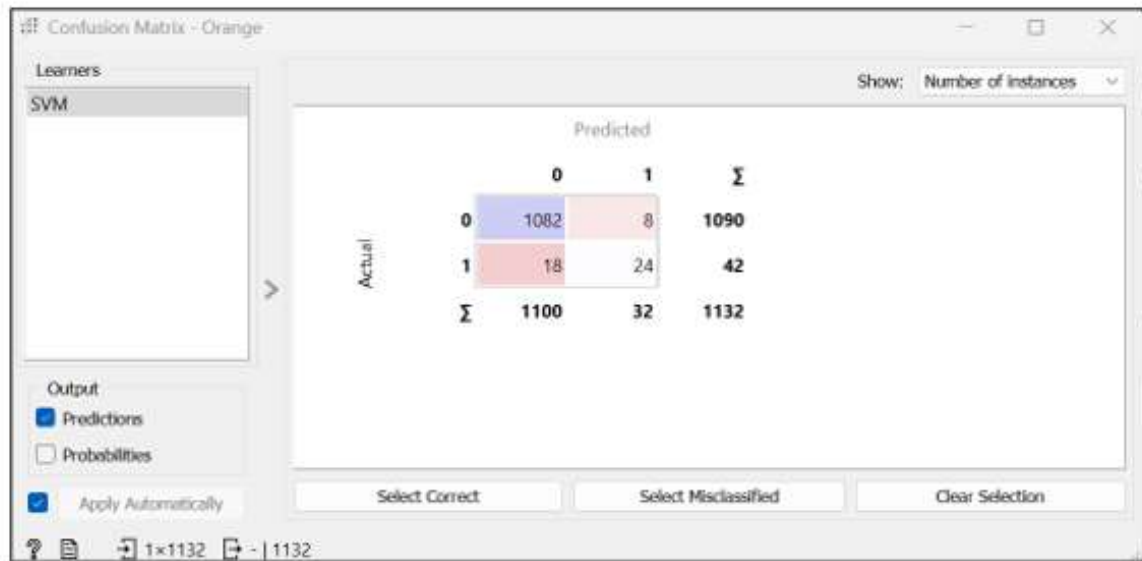 Confusion Matrix - Orange
Learners
SVM
Show: Number of instances
Predicted
0 1 Σ
0 1082 8 1090
Actual
1 18 24 42
>
Σ 1100 32 1132
Output
Predictions
Probabilities
Apply Automatically
Select Correct Select Misclassified Clear Selection
? 1×1132 - | 1132